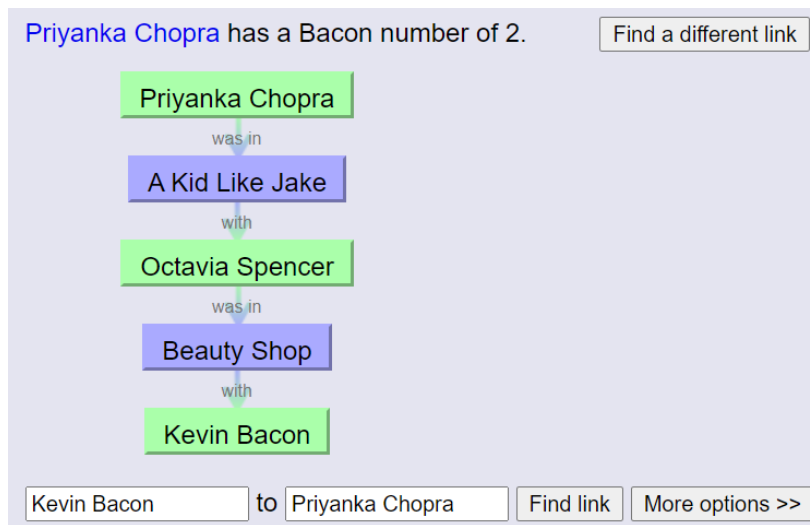 Priyanka Chopra has a Bacon number of 2. Find a different link
Priyanka Chopra
was in
A Kid Like Jake
with
Octavia Spencer
was in
Beauty Shop
with
Kevin Bacon
Kevin Bacon to Priyanka Chopra Find link More options >>